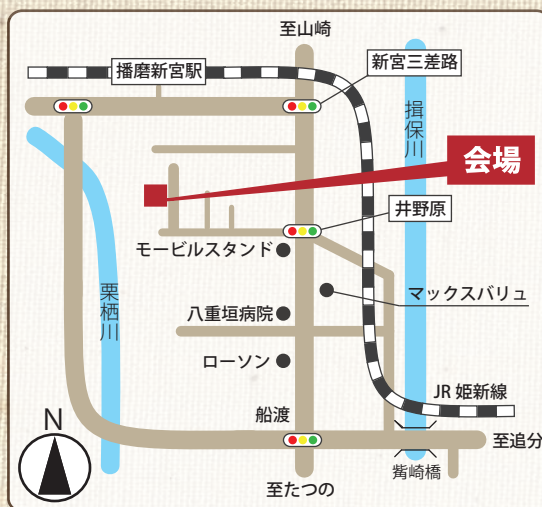 至山崎
播磨新宮駅
新宮三差路
揖保川
会場
井野原
モービルスタンド
マックスバリュ
栗栖川
八重垣病院
ローソン
JR 姫新線
船渡
N
至追分
觜崎橋
至たつの